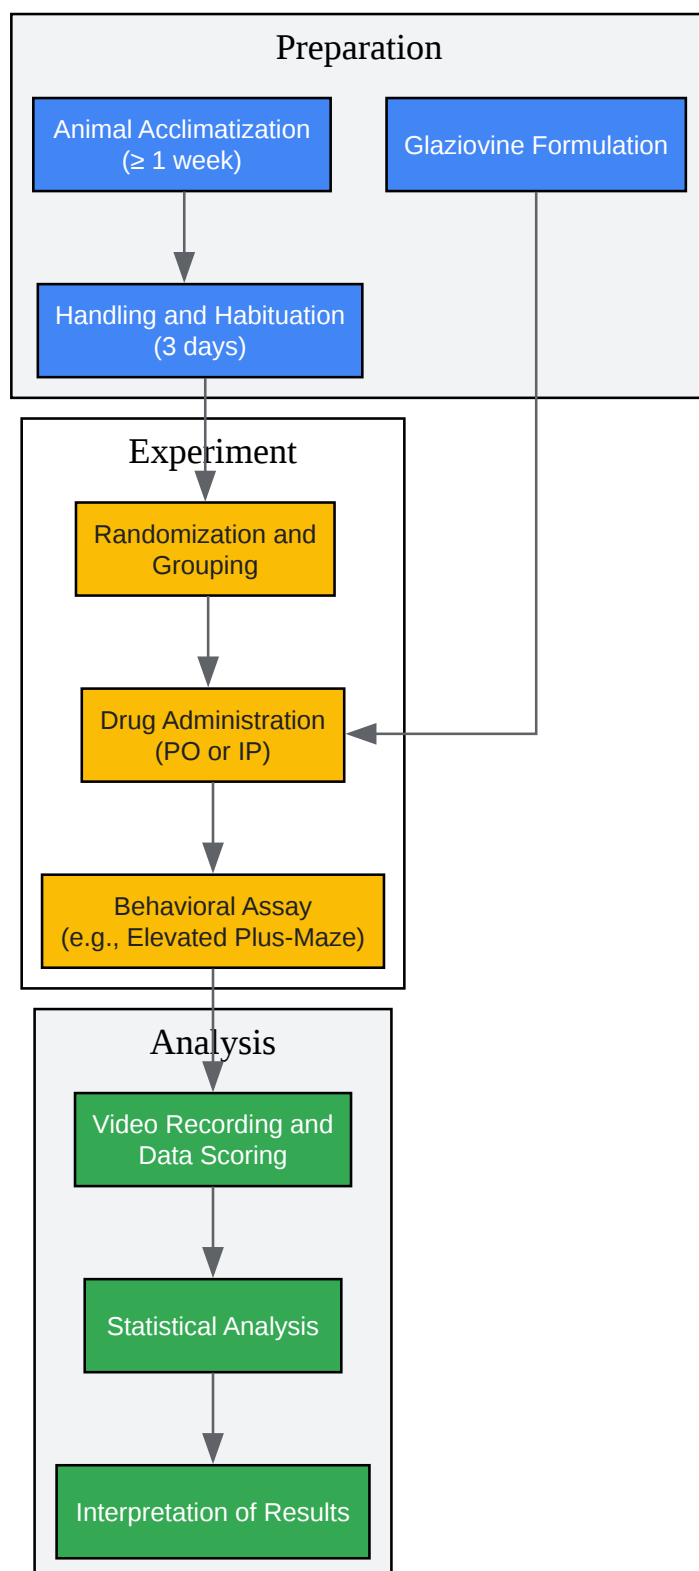 Preparation
Animal Acclimatization
(≥ 1 week)
Glaziovine Formulation
Handling and Habituation
(3 days)
Experiment
Randomization and
Grouping
Drug Administration
(PO or IP)
Behavioral Assay
(e.g., Elevated Plus-Maze)
Analysis
Video Recording and
Data Scoring
Statistical Analysis
Interpretation of Results